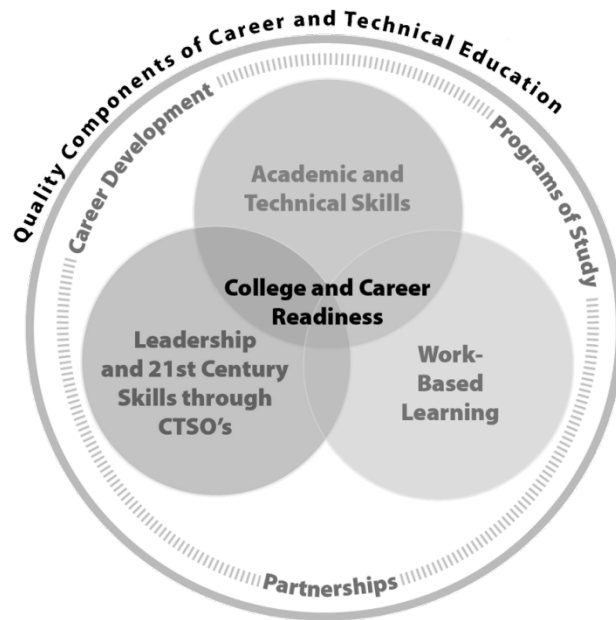 Quality Components of Career and Technical Education
Career Development
Programs of Study
Academic and
Technical Skills
College and Career
Readiness
Leadership
and 21st Century
Skills through
CTSO's
Work-
Based
Learning
Partnerships